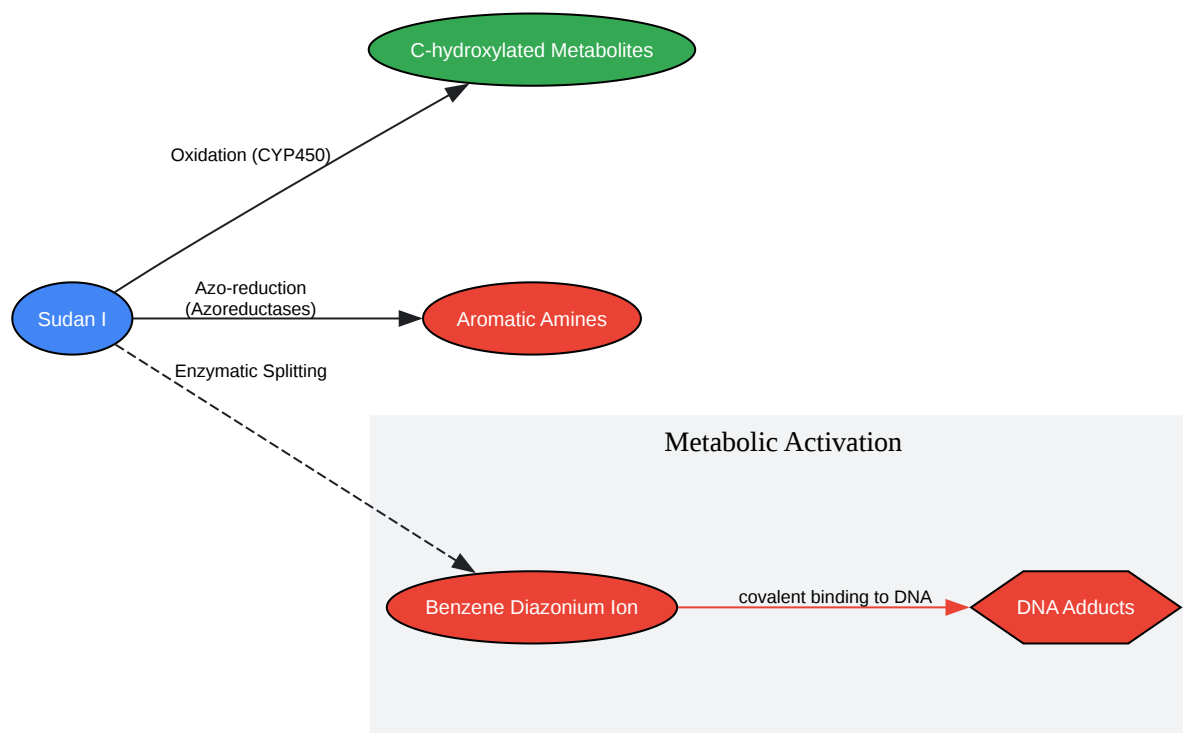 C-hydroxylated Metabolites
Oxidation (CYP450)
Azo-reduction
(Azoreductases)
Sudan I
Aromatic Amines
Enzymatic Splitting
Metabolic Activation
Benzene Diazonium Ion
covalent binding to DNA
DNA Adducts